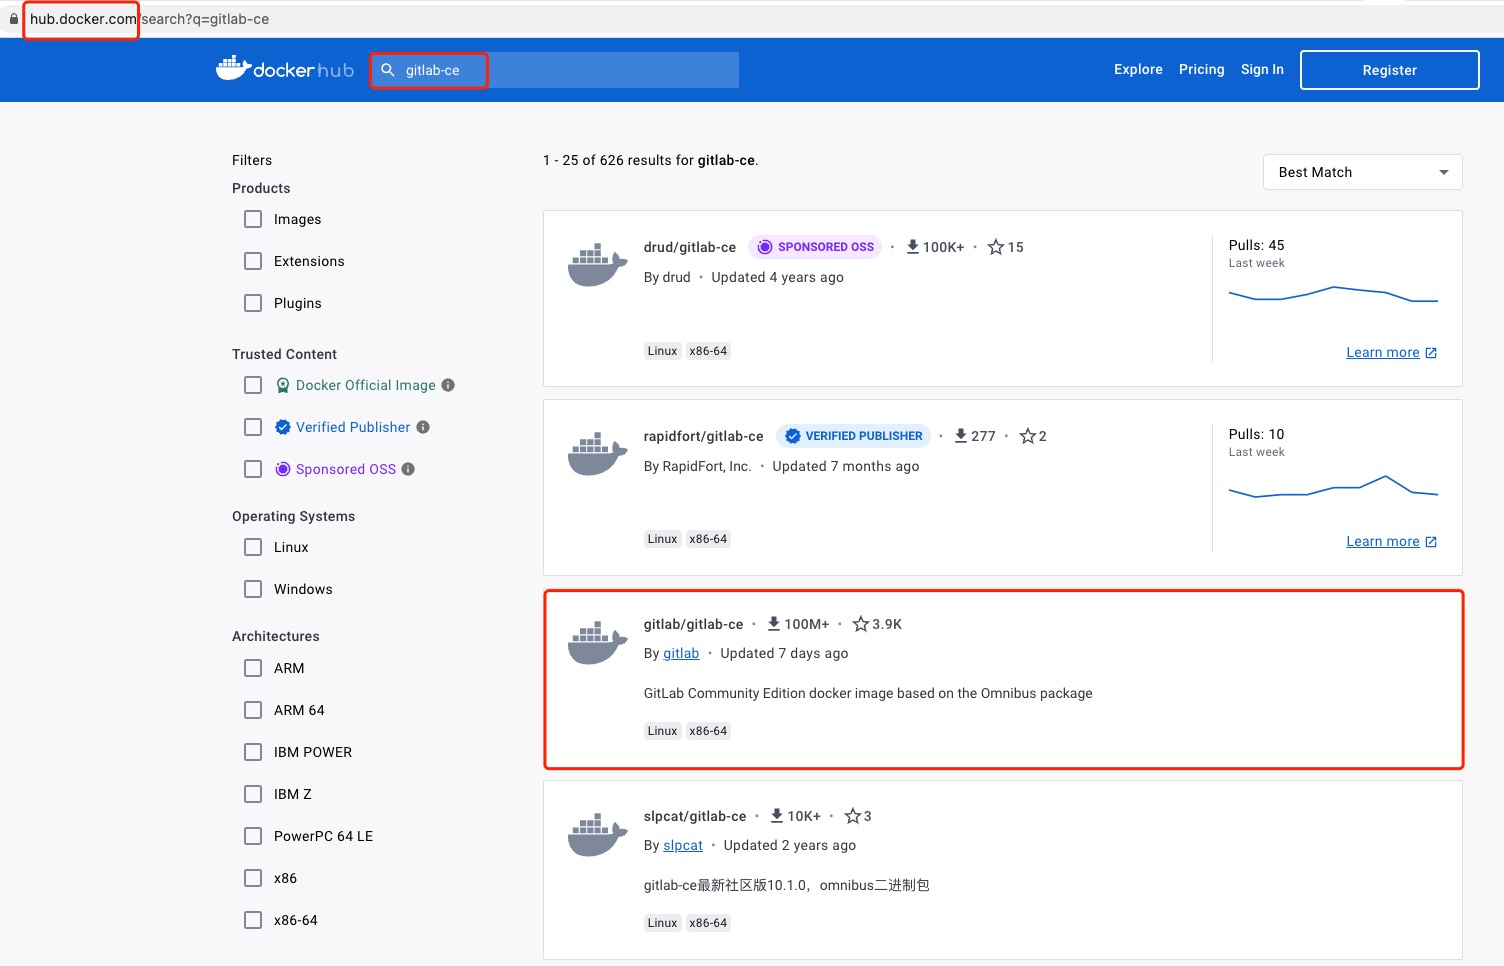 hub.docker.com/search?q=gitlab-ce
dockerhub
gitlab-ce
Explore
Pricing
Sign In
Register
Filters
Products
Images
Extensions
Plugins
Trusted Content
Docker Official Image
Verified Publisher
Sponsored OSS
Operating Systems
Linux
Windows
Architectures
ARM
ARM 64
IBM POWER
IBM Z
PowerPC 64 LE
x86
x86-64
1 - 25 of 626 results for gitlab-ce.
Best Match
drud/gitlab-ce SPONSORED OSS · 100K+ · 15
By drud · Updated 4 years ago
Linux x86-64
Pulls: 45
Last week
Learn more
rapidfort/gitlab-ce VERIFIED PUBLISHER · 277 · 2
By RapidFort, Inc. · Updated 7 months ago
Linux x86-64
Pulls: 10
Last week
Learn more
gitlab/gitlab-ce · 100M+ · 3.9K
By gitlab · Updated 7 days ago
GitLab Community Edition docker image based on the Omnibus package
Linux x86-64
slpcat/gitlab-ce · 10K+ · 3
By slpcat · Updated 2 years ago
gitlab-ce最新社区版10.1.0，omnibus二进制包
Linux x86-64